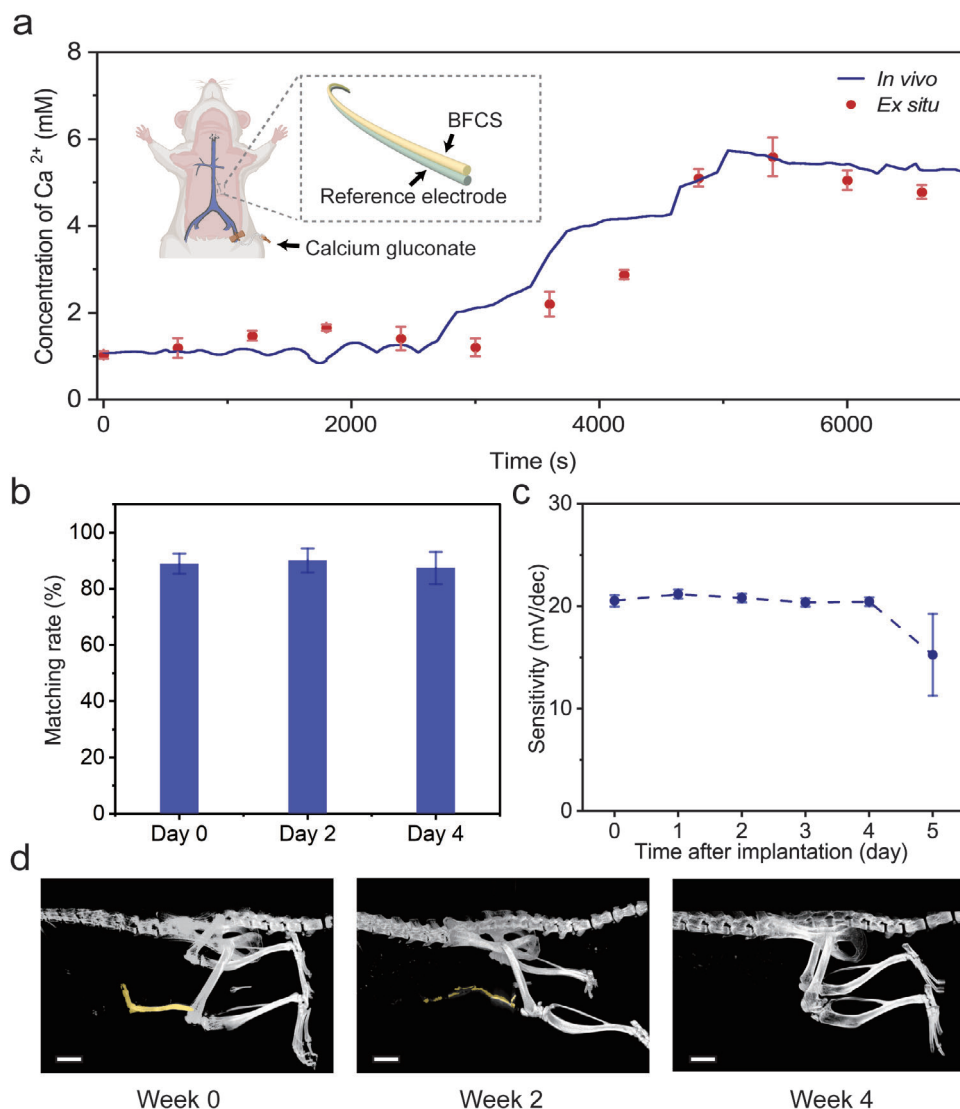 a
8
6
4
2
0
Concentration of Ca 2+ (mM)
In vivo
Ex situ
BFCS
Reference electrode
Calcium gluconate
0 2000 4000 6000
Time (s)
b
100
80
60
40
20
0
Matching rate (%)
Day 0 Day 2 Day 4
c
30
20
10
0
Sensitivity (mV/dec)
0 1 2 3 4 5
Time after implantation (day)
d
Week 0 Week 2 Week 4